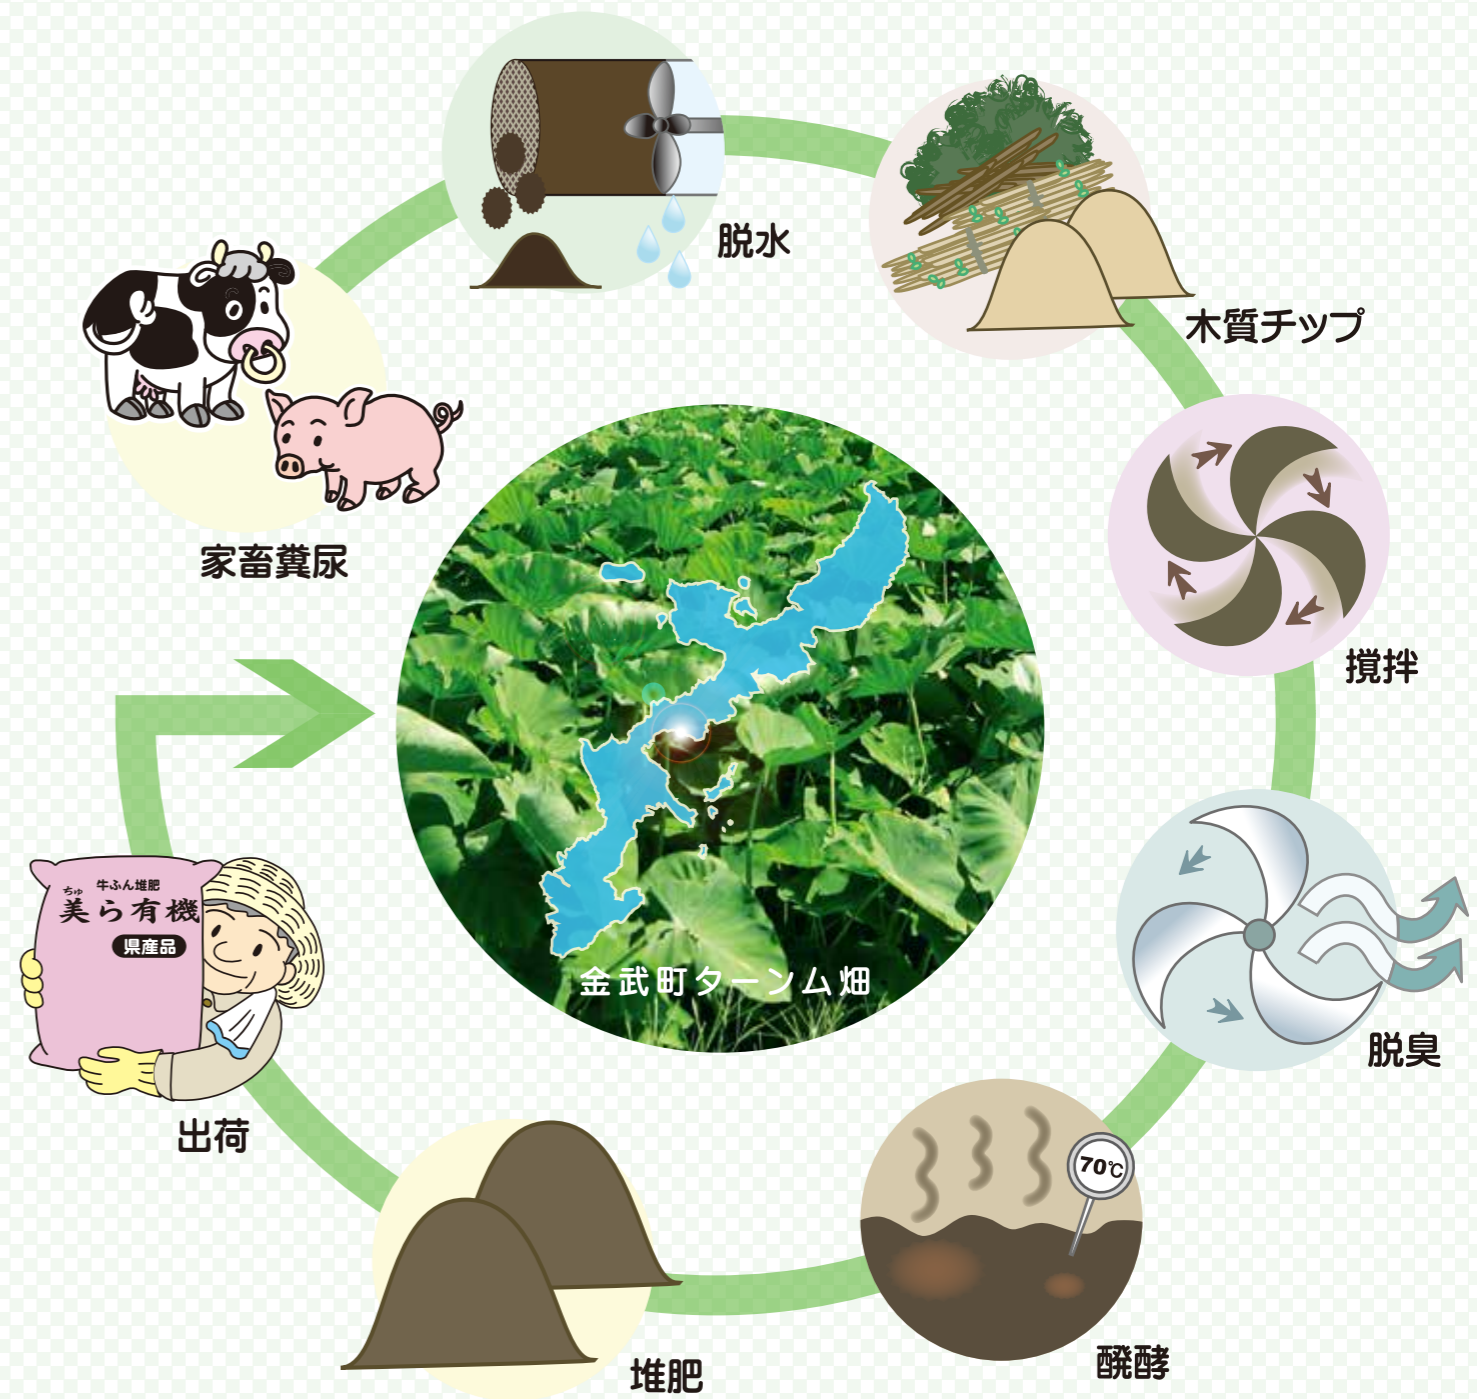 脱水
木質チップ
家畜糞尿
撹拌
牛ふん堆肥
ちゅ
美ら有機
県産品
金武町ターンム畑
脱臭
出荷
70℃
堆肥
醗酵